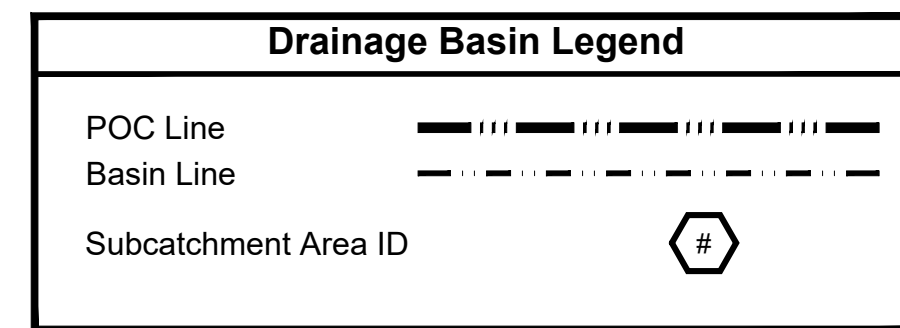 Drainage Basin Legend
POC Line
Basin Line
Subcatchment Area ID #